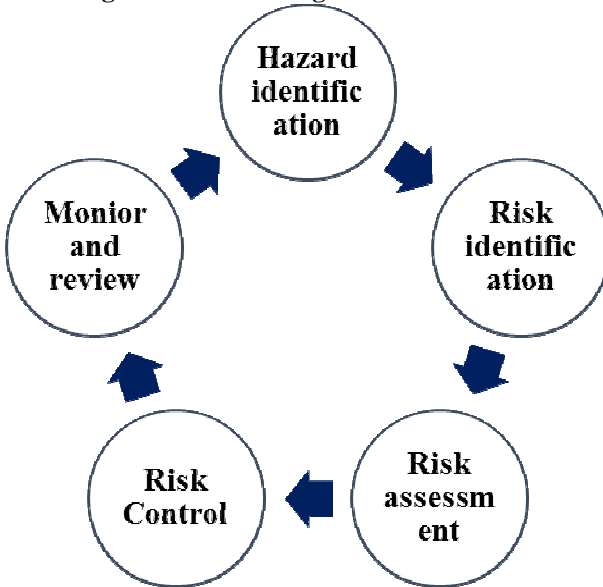 Hazard
identific
ation
Risk
identific
ation
Risk
assessm
ent
Risk
Control
Monior
and
review